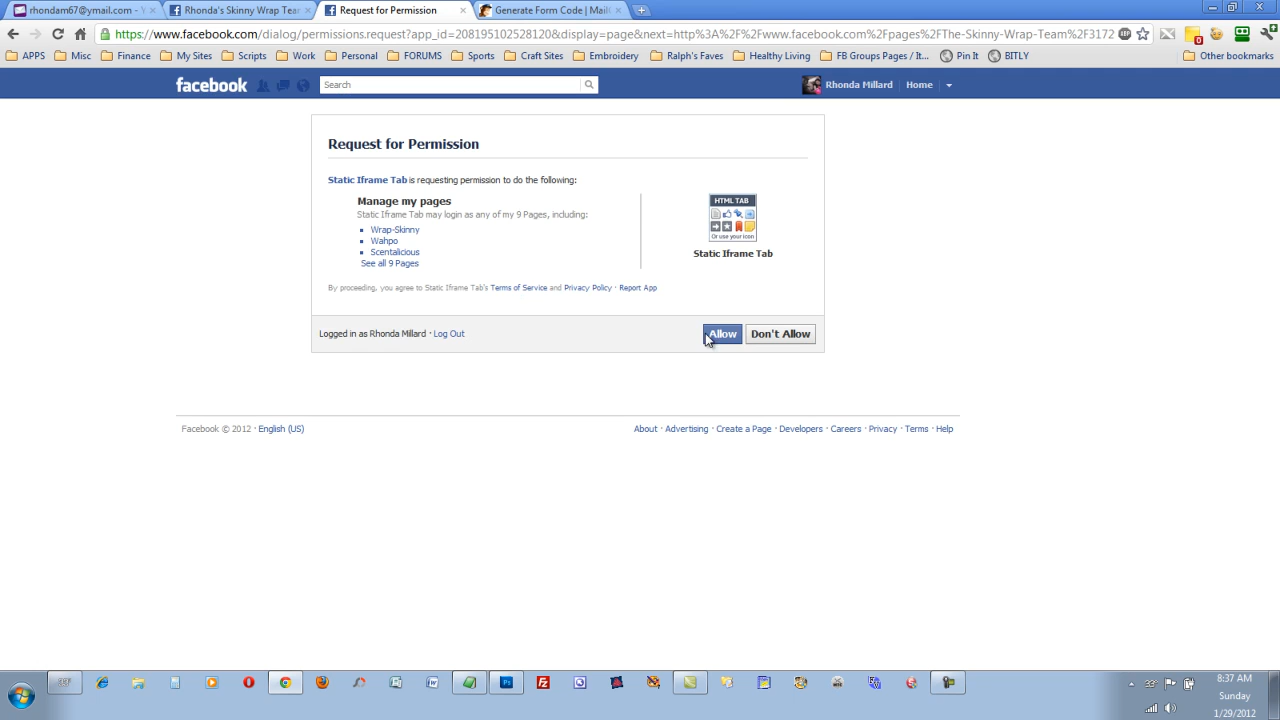 rhondam67@ymail.com - Y
Rhonda's Skinny Wrap Team
Request for Permission
Generate Form Code | Mail
https://www.facebook.com/dialog/permissions.request?app_id=208195102528120&display=page&next=http%3A%2F%2Fwww.facebook.com%2Fpages%2FThe-Skinny-Wrap-Team%2F3172
APPS
Misc
Finance
My Sites
Scripts
Work
Personal
FORUMS
Sports
Craft Sites
Embroidery
Ralph's Faves
Healthy Living
FB Groups Pages / It...
Pin It
BITLY
Other bookmarks
facebook
Search
Rhonda Millard
Home
Request for Permission
Static Iframe Tab is requesting permission to do the following:
Manage my pages
Static Iframe Tab may login as any of my 9 Pages, including:
Wrap-Skinny
Wahpo
Scentalicious
See all 9 Pages
HTML TAB
Or use your icon
Static Iframe Tab
By proceeding, you agree to Static Iframe Tab's Terms of Service and Privacy Policy · Report App
Logged in as Rhonda Millard · Log Out
Allow
Don't Allow
Facebook © 2012 · English (US)
About · Advertising · Create a Page · Developers · Careers · Privacy · Terms · Help
8:37 AM
Sunday
1/29/2012